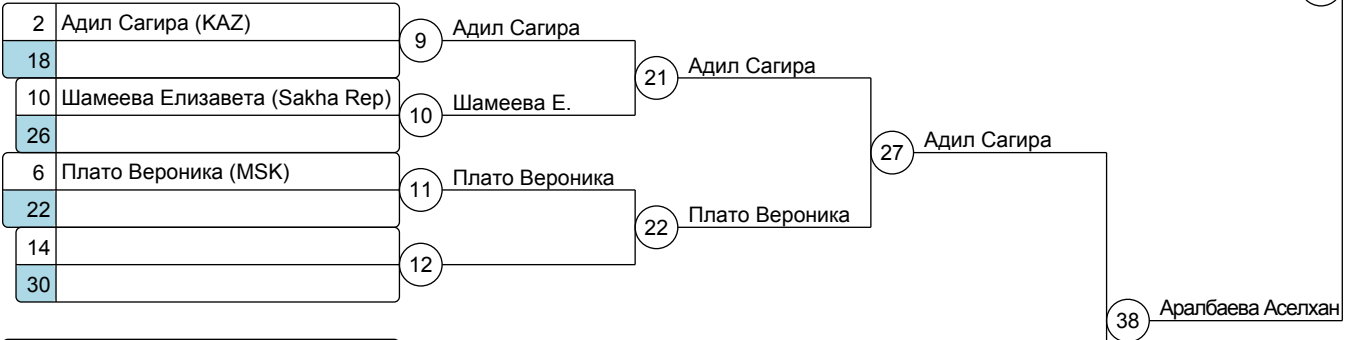 2 Адил Сагира (KAZ)
18
9 Адил Сагира
10 Шамеева Елизавета (Sakha Rep)
26
10 Шамеева Е.
21 Адил Сагира
6 Плато Вероника (MSK)
22
11 Плато Вероника
14
30
12
22 Плато Вероника
27 Адил Сагира
38 Аралбаева Аселхан